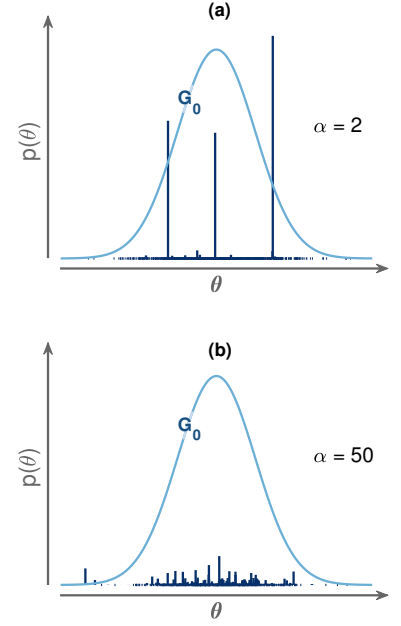 (a)
G0
α = 2
p(θ)
θ
(b)
G0
α = 50
p(θ)
θ